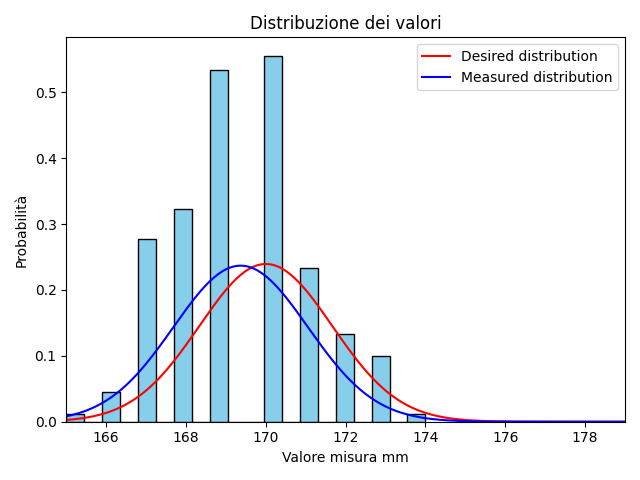 Distribuzione dei valori
Desired distribution
Measured distribution
Probabilità
0.5
0.4
0.3
0.2
0.1
0.0
166 168 170 172 174 176 178
Valore misura mm